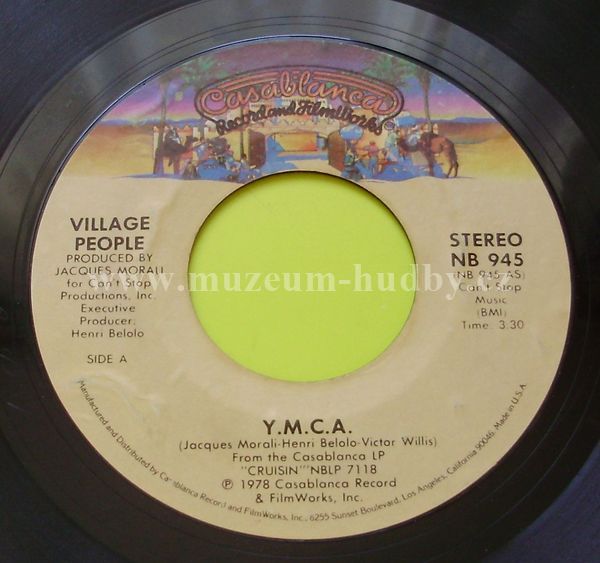 Casablanca
Record and FilmWorks
VILLAGE
PEOPLE
PRODUCED BY
JACQUES MORALI
for Can't Stop
Productions, Inc.
Executive
Producer:
Henri Belolo
SIDE A
STEREO
NB 945
(NB 945 AS)
Can't Stop
Music
(BMI)
Time: 3:30
www.muzeum-hudby.cz
Y.M.C.A.
(Jacques Morali-Henri Belolo-Victor Willis)
From the Casablanca LP
"CRUISIN'"NBLP 7118
℗ 1978 Casablanca Record
& FilmWorks, Inc.
Manufactured and Distributed by Casablanca Record and FilmWorks, Inc., 8255 Sunset Boulevard, Los Angeles, California 90046. Made in U.S.A.